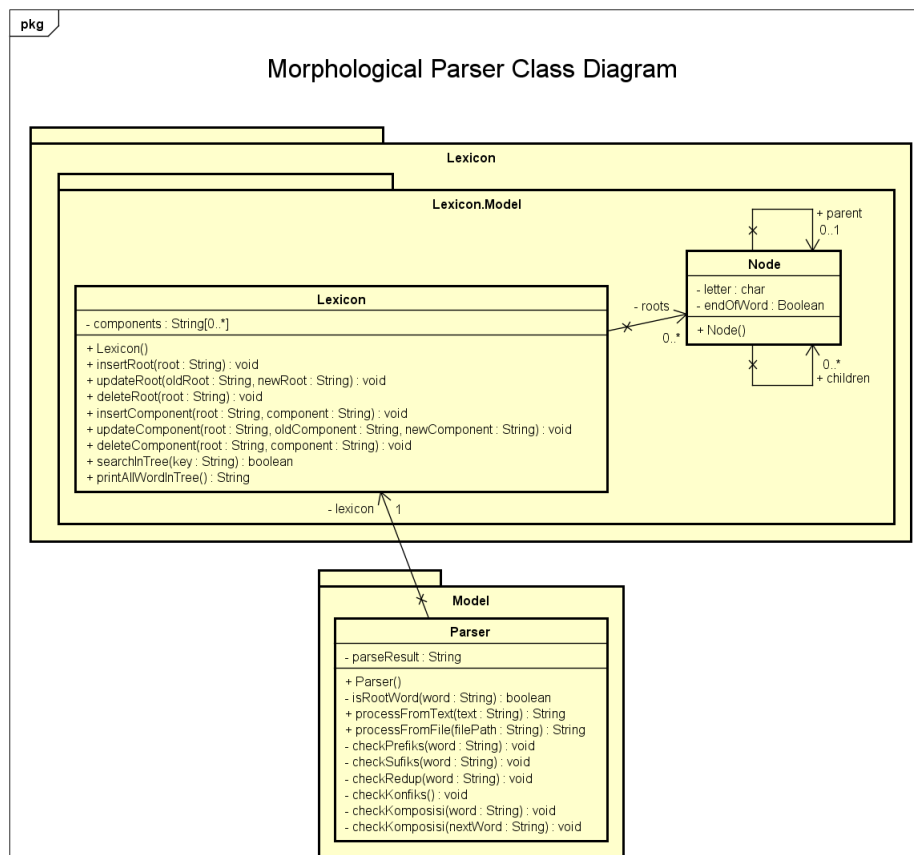 pkg
Morphological Parser Class Diagram
Lexicon
Lexicon.Model
+ parent
0..1
Node
- letter : char
- endOfWord : Boolean
+ Node()
0..*
+ children
- roots
0..*
Lexicon
- components : String[0..*]
+ Lexicon()
+ insertRoot(root : String) : void
+ updateRoot(oldRoot : String, newRoot : String) : void
+ deleteRoot(root : String) : void
+ insertComponent(root : String, component : String) : void
+ updateComponent(root : String, oldComponent : String, newComponent : String) : void
+ deleteComponent(root : String, component : String) : void
+ searchInTree(key : String) : boolean
+ printAllWordInTree() : String
- lexicon 1
Model
Parser
- parseResult : String
+ Parser()
- isRootWord(word : String) : boolean
+ processFromText(text : String) : String
+ processFromFile(filePath : String) : String
- checkPrefiks(word : String) : void
- checkSufiks(word : String) : void
- checkRedup(word : String) : void
- checkKonfiks() : void
- checkKomposisi(word : String) : void
- checkKomposisi(nextWord : String) : void